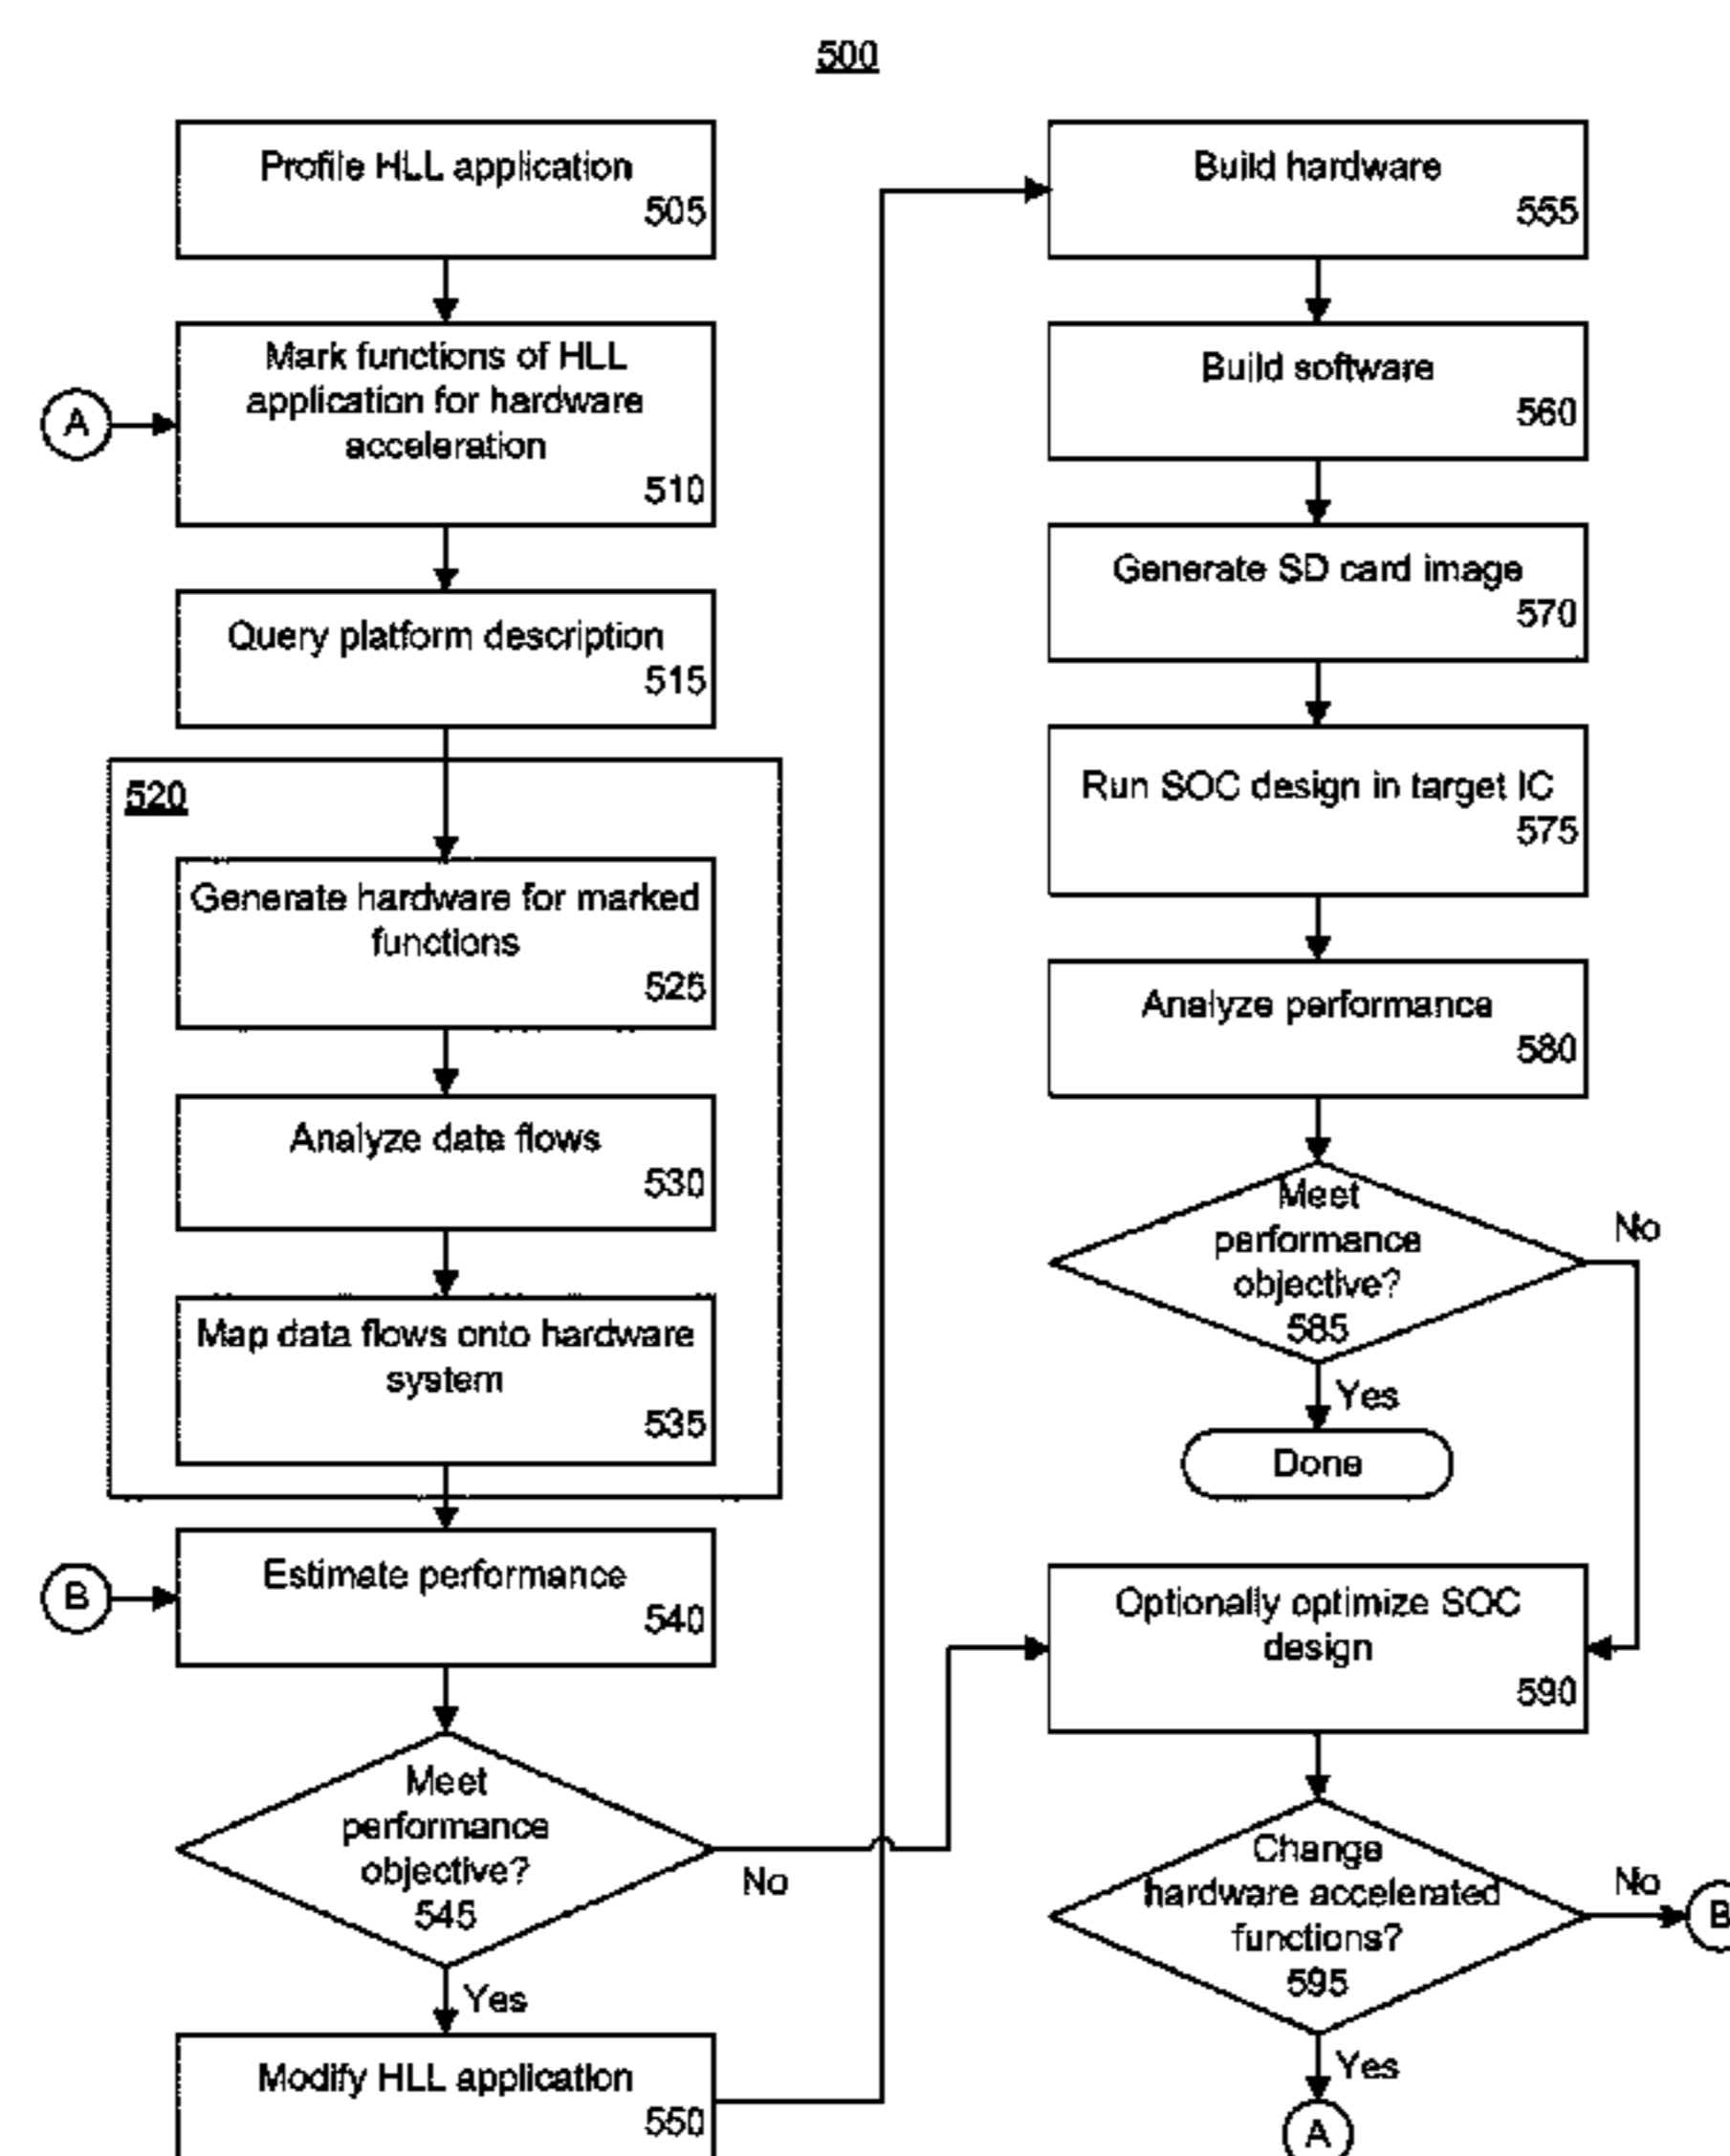 500
Profile HLL application
505
A
Mark functions of HLL
application for hardware
acceleration
510
Query platform description
515
520
Generate hardware for marked
functions
525
Analyze date flows
530
Map data flows onto hardware
system
535
B
Estimate performance
540
Meet
performance
objective?
545
No
Yes
Modify HLL application
550
Build hardware
555
Build software
560
Generate SD card image
570
Run SOC design in target IC
575
Analyze performance
580
Meet
performance
objective?
585
No
Yes
Done
Optionally optimize SOC
design
590
Change
hardware accelerated
functions?
595
No
B
Yes
A